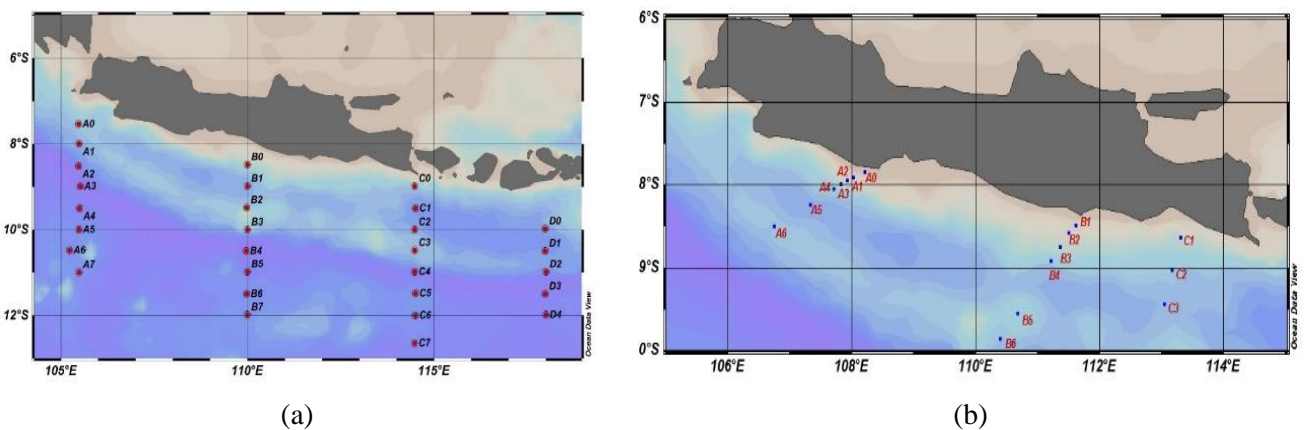 6°S
8°S
10°S
12°S
105°E
110°E
115°E
A0
A1
A2
A3
A4
A5
A6
A7
B0
B1
B2
B3
B4
B5
B6
B7
C0
C1
C2
C3
C4
C5
C6
C7
D0
D1
D2
D3
D4
Ocean Data View
(a)
6°S
7°S
8°S
9°S
0°S
106°E
108°E
110°E
112°E
114°E
A2
A0
A4
A3
A1
A5
A6
B1
B2
B3
B4
B5
B6
C1
C2
C3
Ocean Data View
(b)